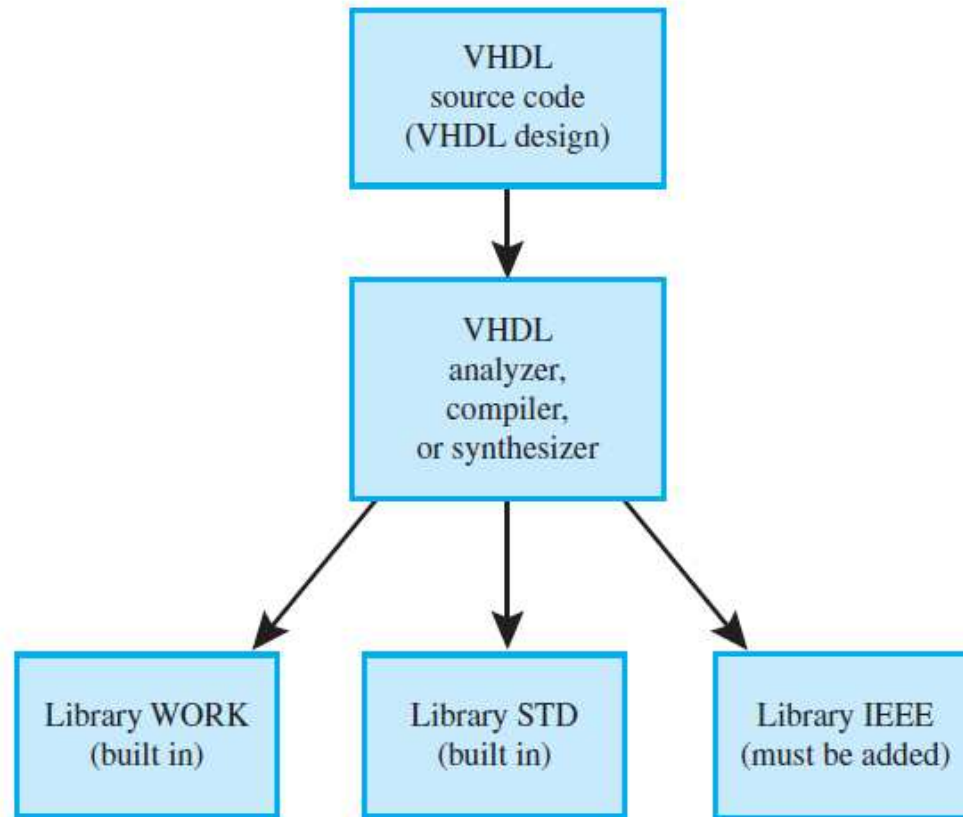 VHDL
source code
(VHDL design)
VHDL
analyzer,
compiler,
or synthesizer
Library WORK
(built in)
Library STD
(built in)
Library IEEE
(must be added)